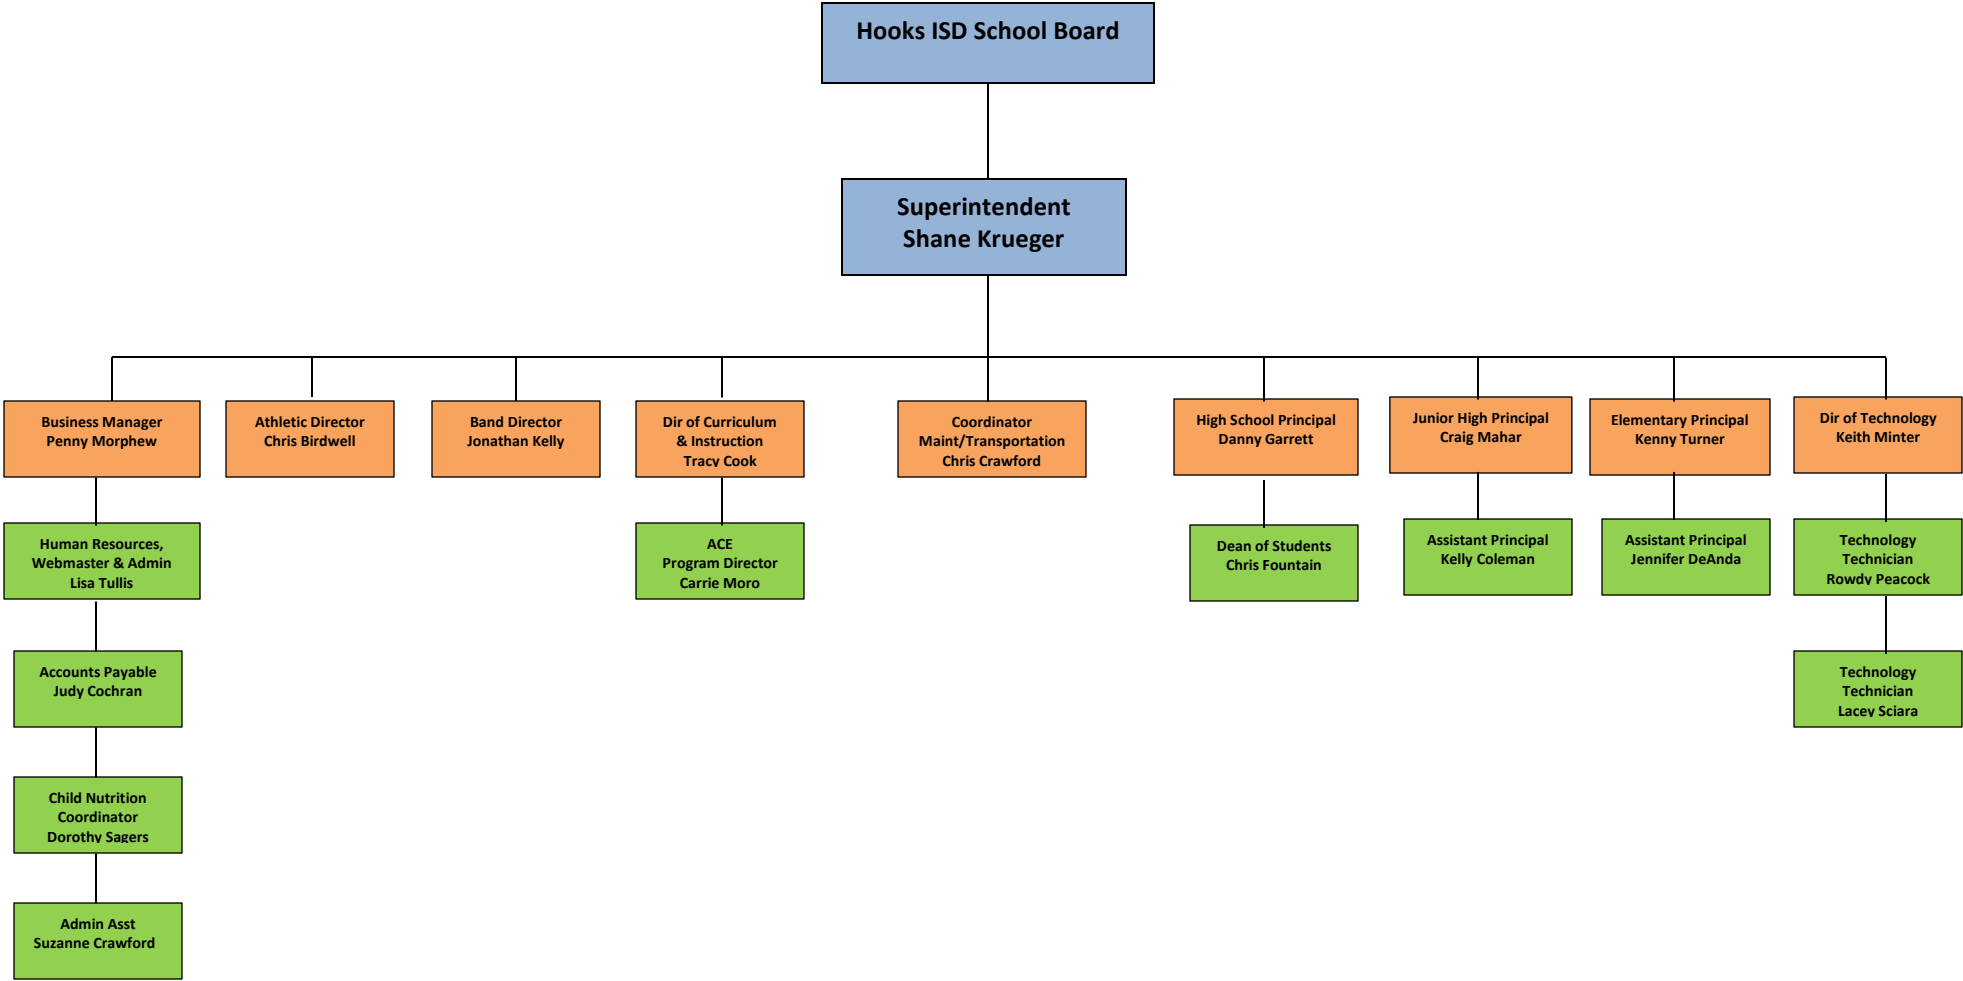 Hooks ISD School Board
Superintendent
Shane Krueger
Business Manager
Penny Morphew
Athletic Director
Chris Birdwell
Band Director
Jonathan Kelly
Dir of Curriculum
& Instruction
Tracy Cook
Coordinator
Maint/Transportation
Chris Crawford
High School Principal
Danny Garrett
Junior High Principal
Craig Mahar
Elementary Principal
Kenny Turner
Dir of Technology
Keith Minter
Human Resources,
Webmaster & Admin
Lisa Tullis
ACE
Program Director
Carrie Moro
Dean of Students
Chris Fountain
Assistant Principal
Kelly Coleman
Assistant Principal
Jennifer DeAnda
Technology
Technician
Rowdy Peacock
Accounts Payable
Judy Cochran
Technology
Technician
Lacey Sciara
Child Nutrition
Coordinator
Dorothy Sagers
Admin Asst
Suzanne Crawford